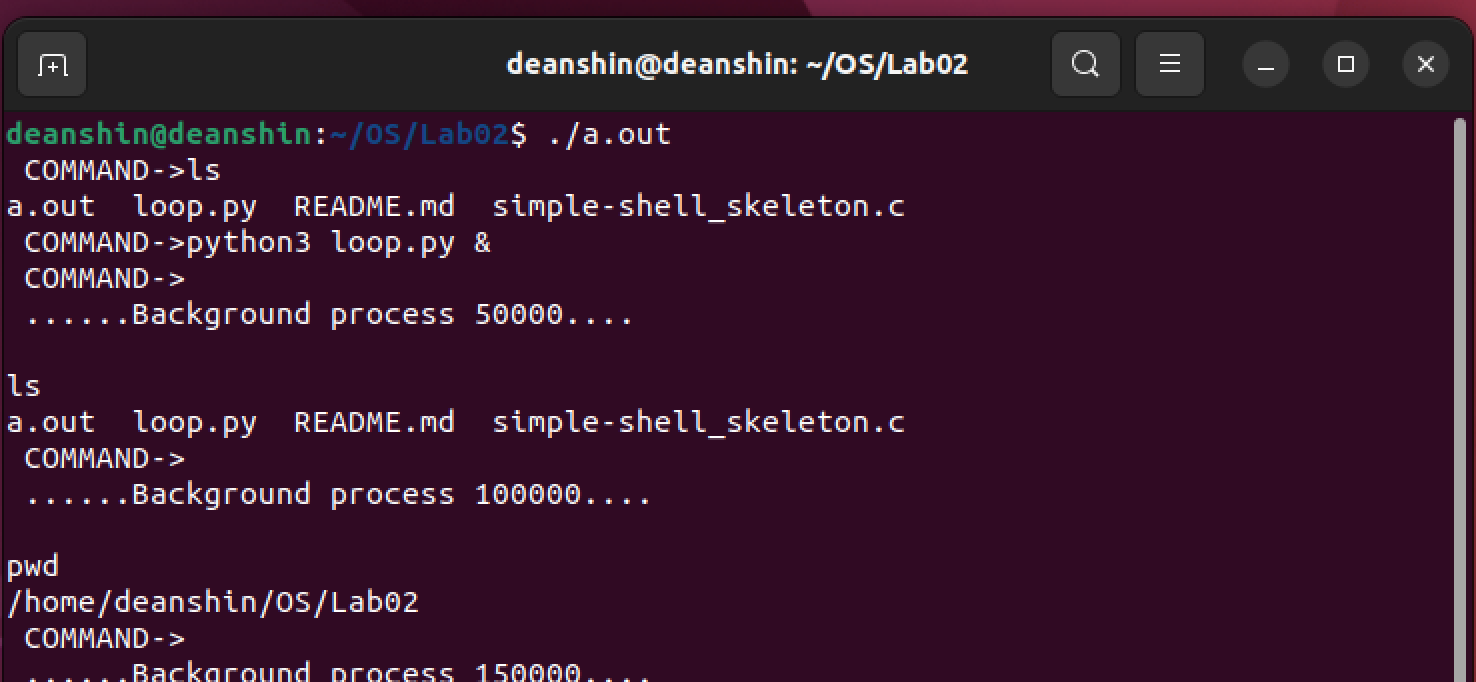 deanshin@deanshin: ~/OS/Lab02
deanshin@deanshin:~/OS/Lab02$ ./a.out
 COMMAND->ls
a.out  loop.py  README.md  simple-shell_skeleton.c
 COMMAND->python3 loop.py &
 COMMAND->
 ......Background process 50000....

ls
a.out  loop.py  README.md  simple-shell_skeleton.c
 COMMAND->
 ......Background process 100000....

pwd
/home/deanshin/OS/Lab02
 COMMAND->
 ......Background process 150000....